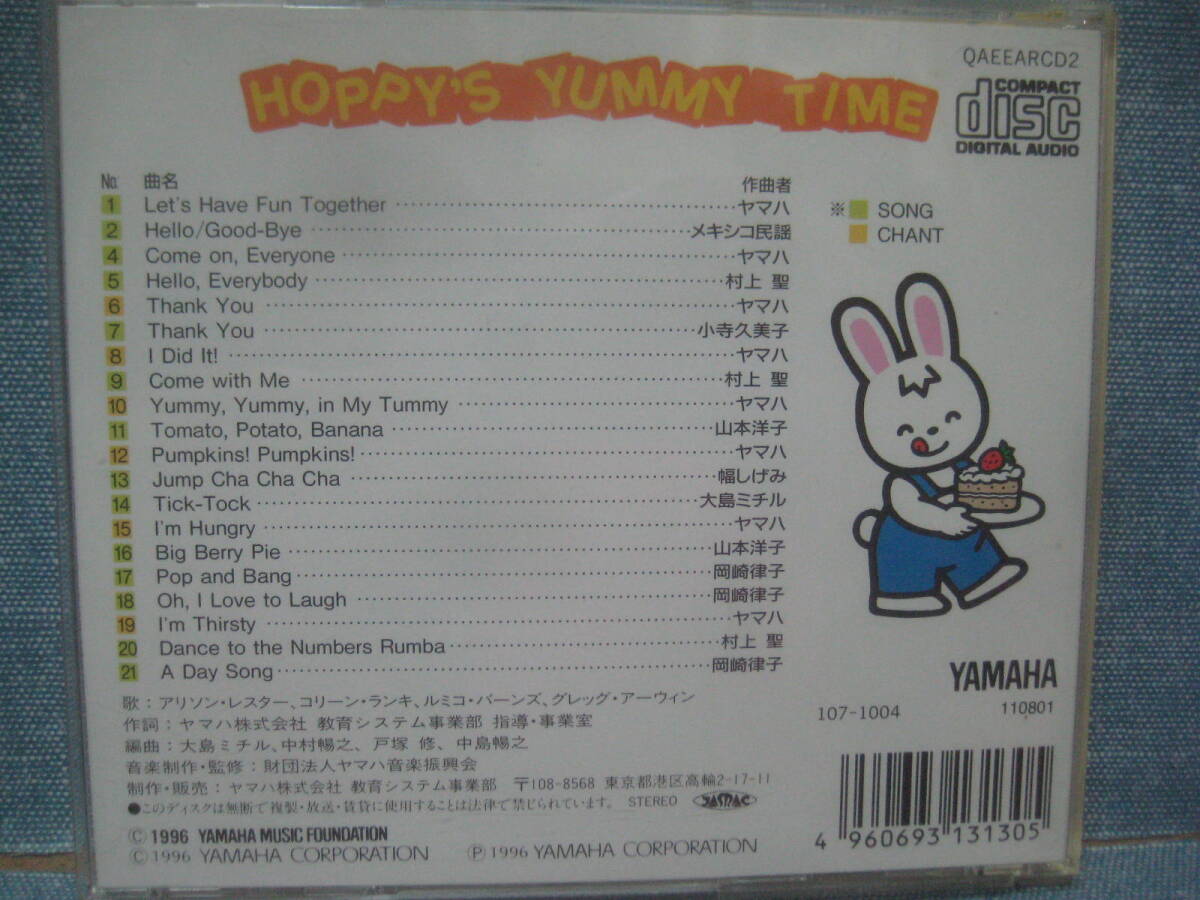 QAEEARCD2
HOPPY'S YUMMY TIME
COMPACT
disc
DIGITAL AUDIO
No. 曲名 作曲者
1 Let's Have Fun Together ヤマハ
2 Hello/Good-Bye メキシコ民謡
4 Come on, Everyone ヤマハ
5 Hello, Everybody 村上 聖
6 Thank You ヤマハ
7 Thank You 小寺久美子
8 I Did It! ヤマハ
9 Come with Me 村上 聖
10 Yummy, Yummy, in My Tummy ヤマハ
11 Tomato, Potato, Banana 山本洋子
12 Pumpkins! Pumpkins! ヤマハ
13 Jump Cha Cha Cha 幅しげみ
14 Tick-Tock 大島ミチル
15 I'm Hungry ヤマハ
16 Big Berry Pie 山本洋子
17 Pop and Bang 岡崎律子
18 Oh, I Love to Laugh 岡崎律子
19 I'm Thirsty ヤマハ
20 Dance to the Numbers Rumba 村上 聖
21 A Day Song 岡崎律子
※ SONG
CHANT
歌：アリソン・レスター、コリーン・ランキ、ルミコ・バーンズ、グレッグ・アーウィン
作詞：ヤマハ株式会社 教育システム事業部 指導・事業室
編曲：大島ミチル、中村暢之、戸塚 修、中島暢之
音楽制作・監修：財団法人ヤマハ音楽振興会
制作・販売：ヤマハ株式会社 教育システム事業部 〒108-8568 東京都港区高輪2-17-11
●このディスクは無断で複製・放送・賃貸に使用することは法律で禁じられています。 STEREO JASRAC
© 1996 YAMAHA MUSIC FOUNDATION
© 1996 YAMAHA CORPORATION ℗ 1996 YAMAHA CORPORATION
YAMAHA
107-1004 110801
4 960693 131305